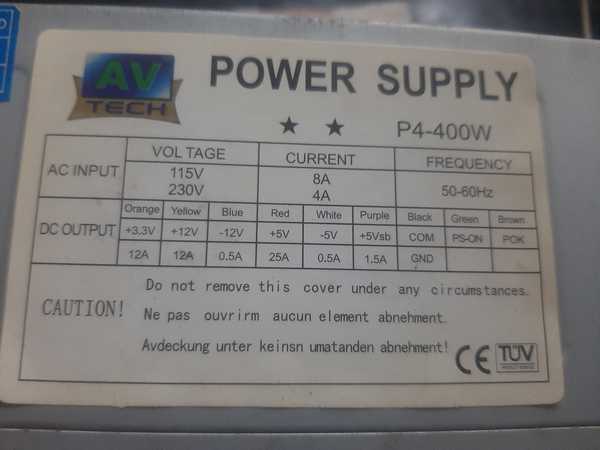 AV
TECH
POWER SUPPLY
★ ★ P4-400W
AC INPUT
VOLTAGE CURRENT FREQUENCY
115V 8A
230V 4A
50-60Hz
DC OUTPUT
Orange Yellow Blue Red White Purple Black Green Brown
+3.3V +12V -12V +5V -5V +5Vsb COM PS-ON POK
12A 12A 0.5A 25A 0.5A 1.5A GND
CAUTION!
Do not remove this cover under any circumstances.
Ne pas ouvrirm aucun element abnehment.
Avdeckung unter keinsn umatanden abnehment!
CE TÜV